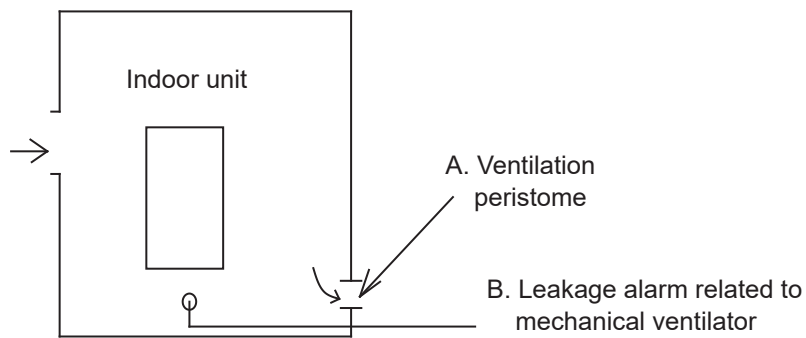 Indoor unit
A. Ventilation
peristome
B. Leakage alarm related to
mechanical ventilator